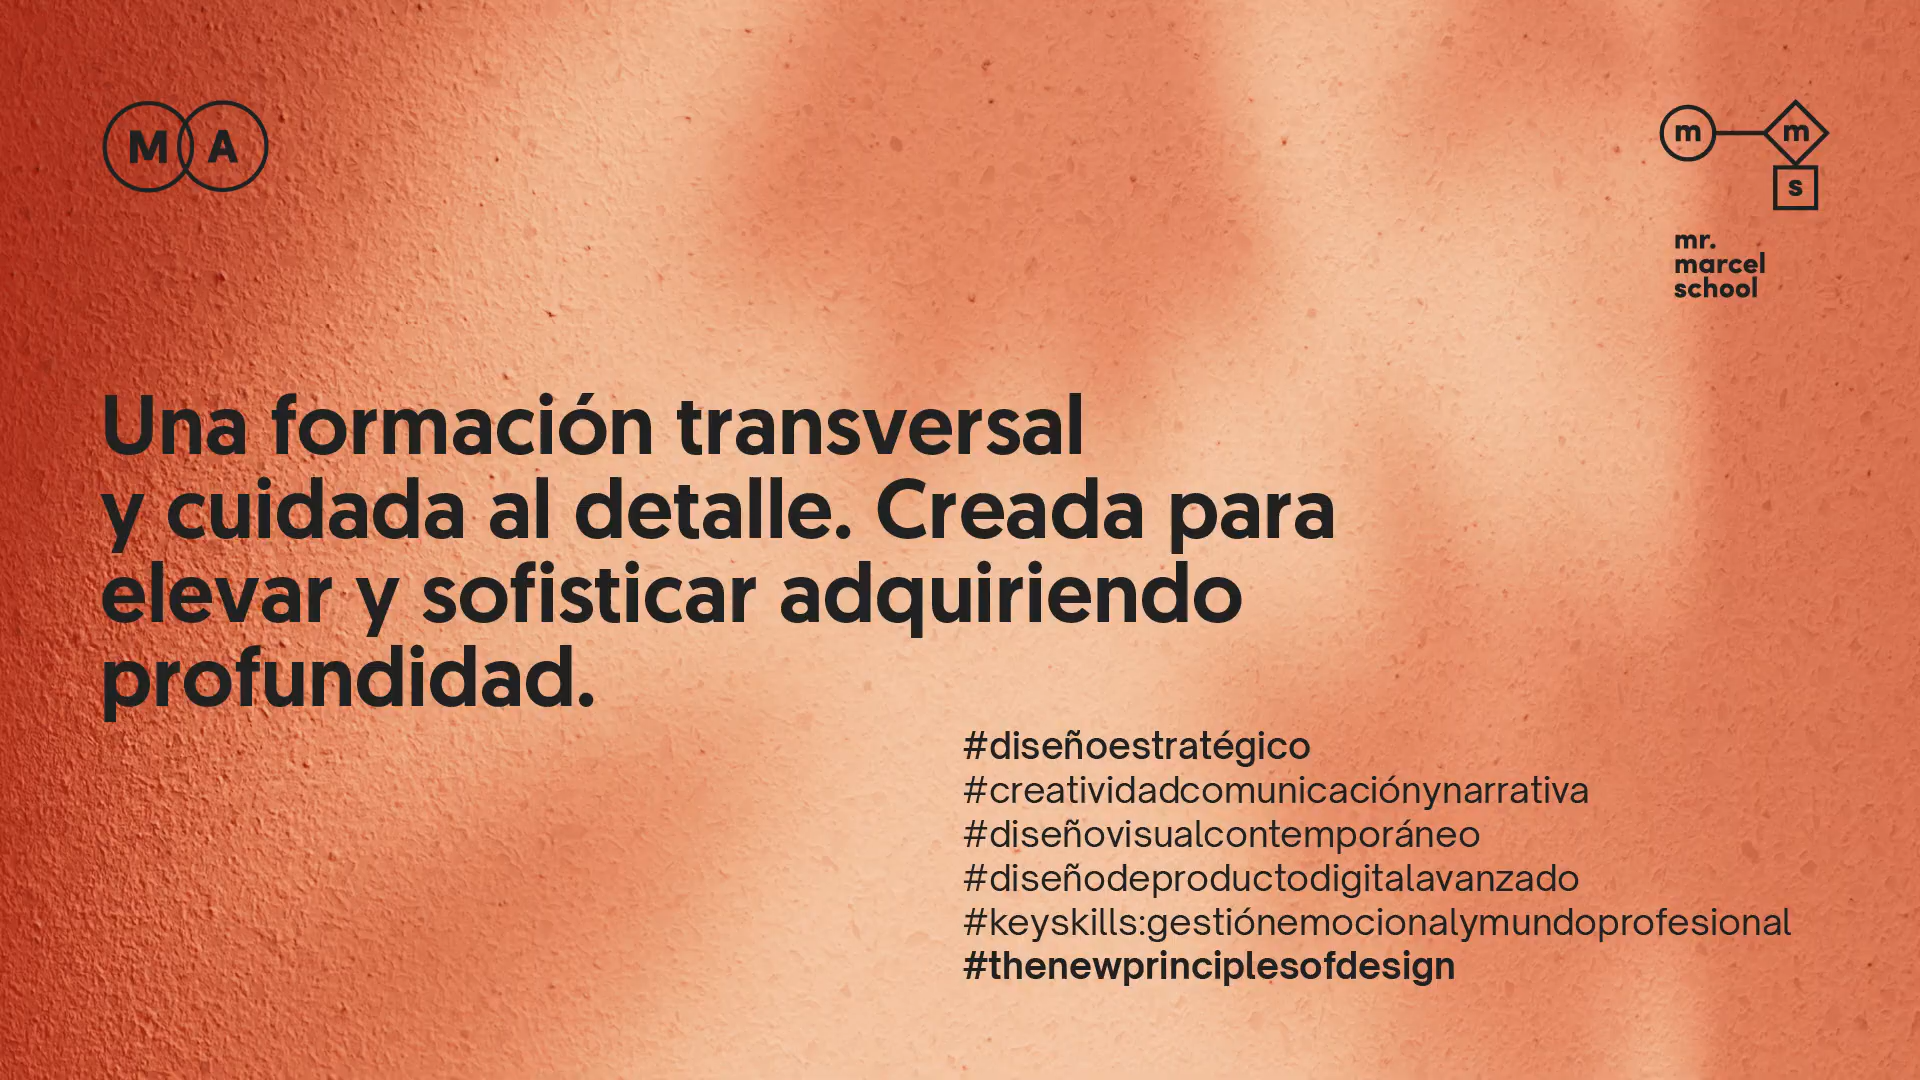 M A
m m
s
mr.
marcel
school
Una formación transversal
y cuidada al detalle. Creada para
elevar y sofisticar adquiriendo
profundidad.
#diseñoestratégico
#creatividadcomunicaciónynarrativa
#diseñovisualcontemporáneo
#diseñodeproductodigitalavanzado
#keyskills:gestiónemocionalymundoprofesional
#thenewprinciplesofdesign